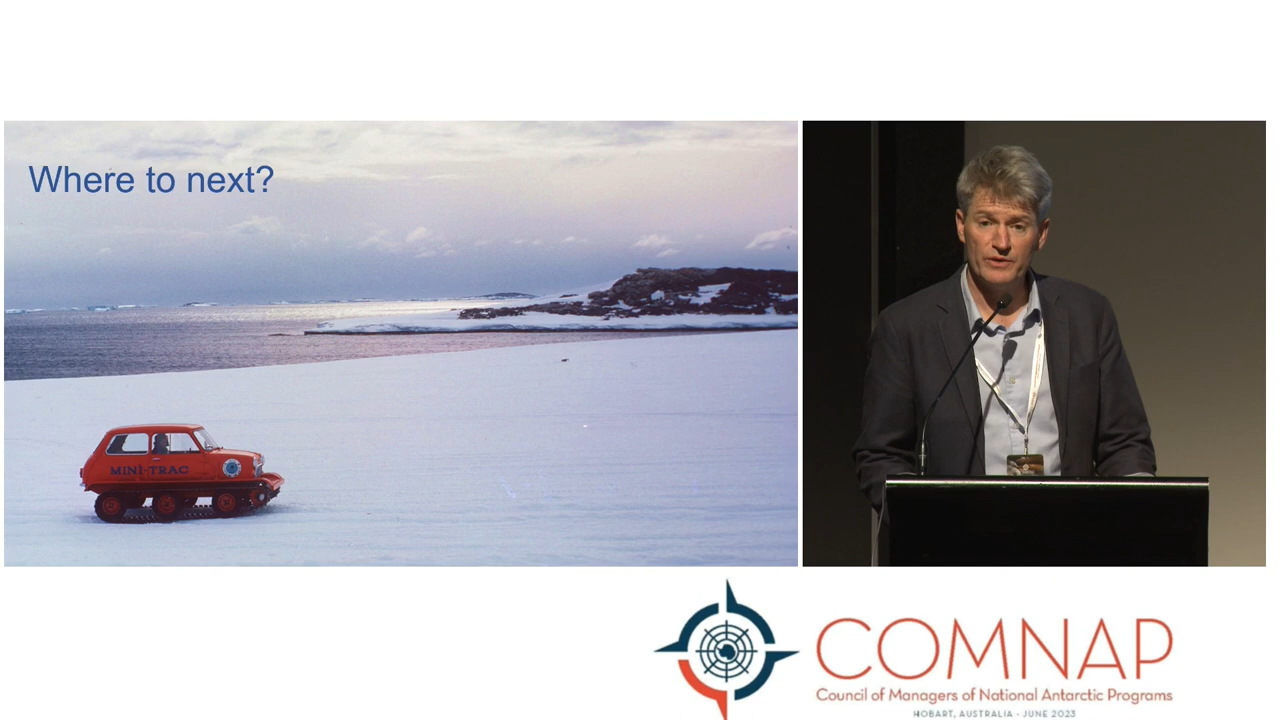 Where to next?
MINI-TRAC
COMNAP
Council of Managers of National Antarctic Programs
HOBART, AUSTRALIA - JUNE 2023